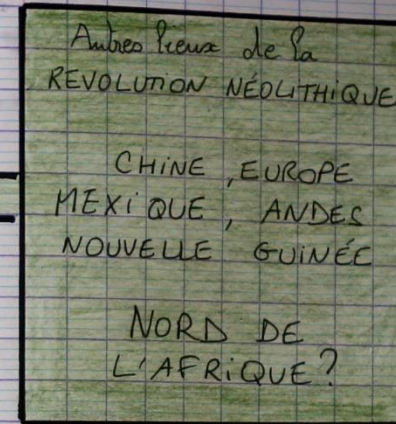 Autres lieux de la
REVOLUTION NÉOLITHIQUE
CHINE, EUROPE
MEXIQUE, ANDES
NOUVELLE GUINÉE
NORD DE
L'AFRIQUE?